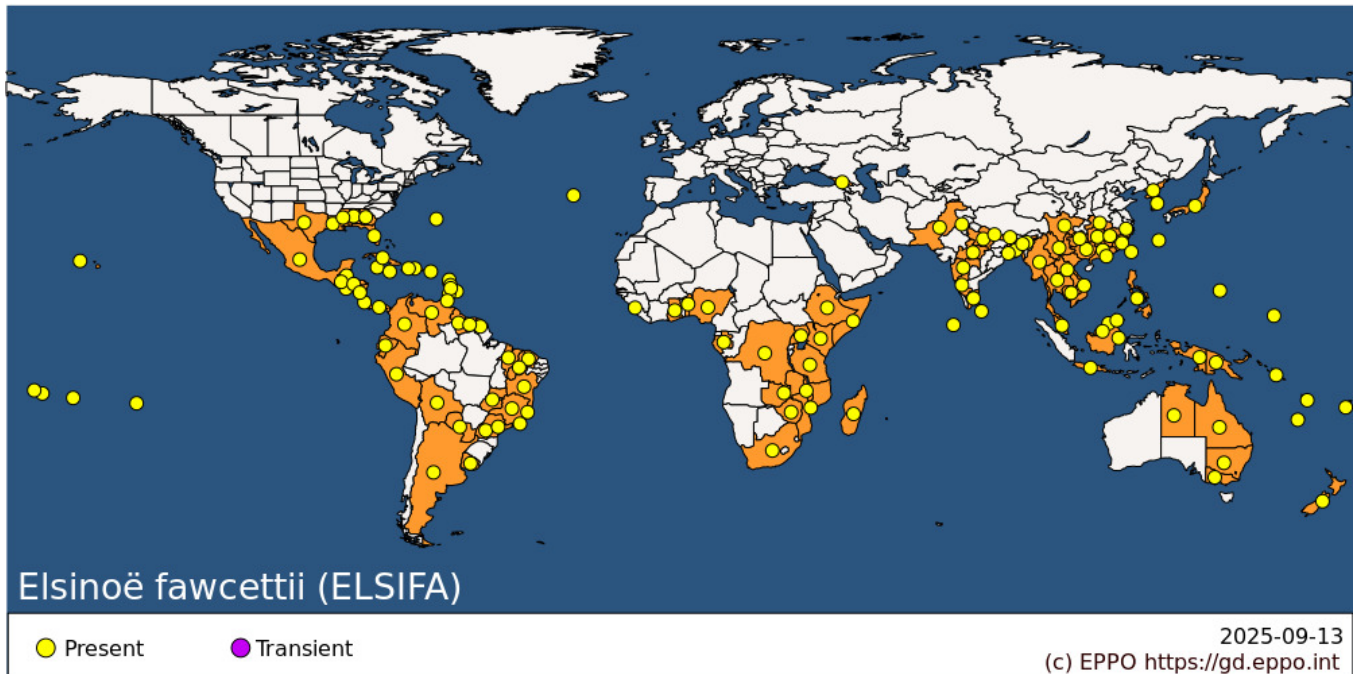 Elsinoë fawcettii (ELSIFA)
Present
Transient
2025-09-13
(c) EPPO https://gd.eppo.int